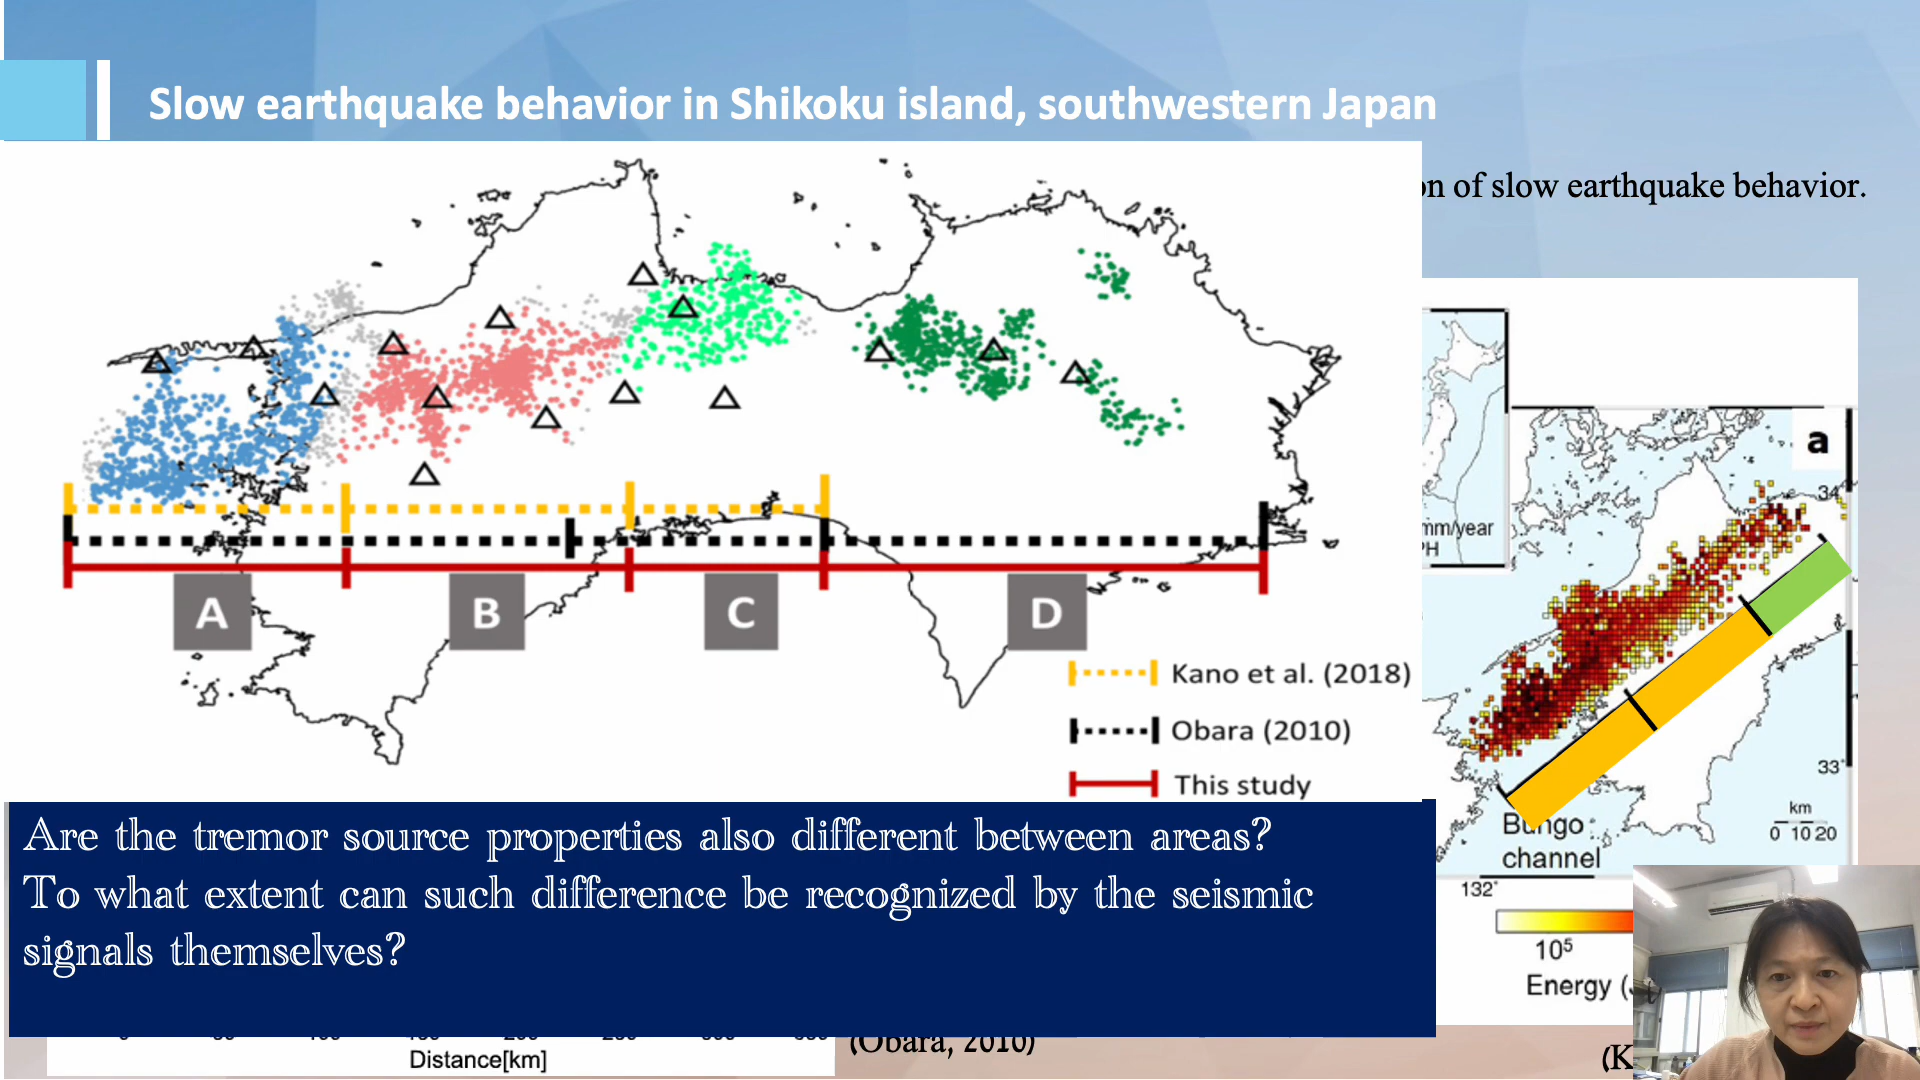 Slow earthquake behavior in Shikoku island, southwestern Japan
on of slow earthquake behavior.
A
B
C
D
Kano et al. (2018)
Obara (2010)
This study
mm/year
PH
a
34°
33°
km
0 10 20
Bungo
channel
132°
10⁵
Energy (
Are the tremor source properties also different between areas?
To what extent can such difference be recognized by the seismic
signals themselves?
Distance[km]
(Obara, 2010)
(K